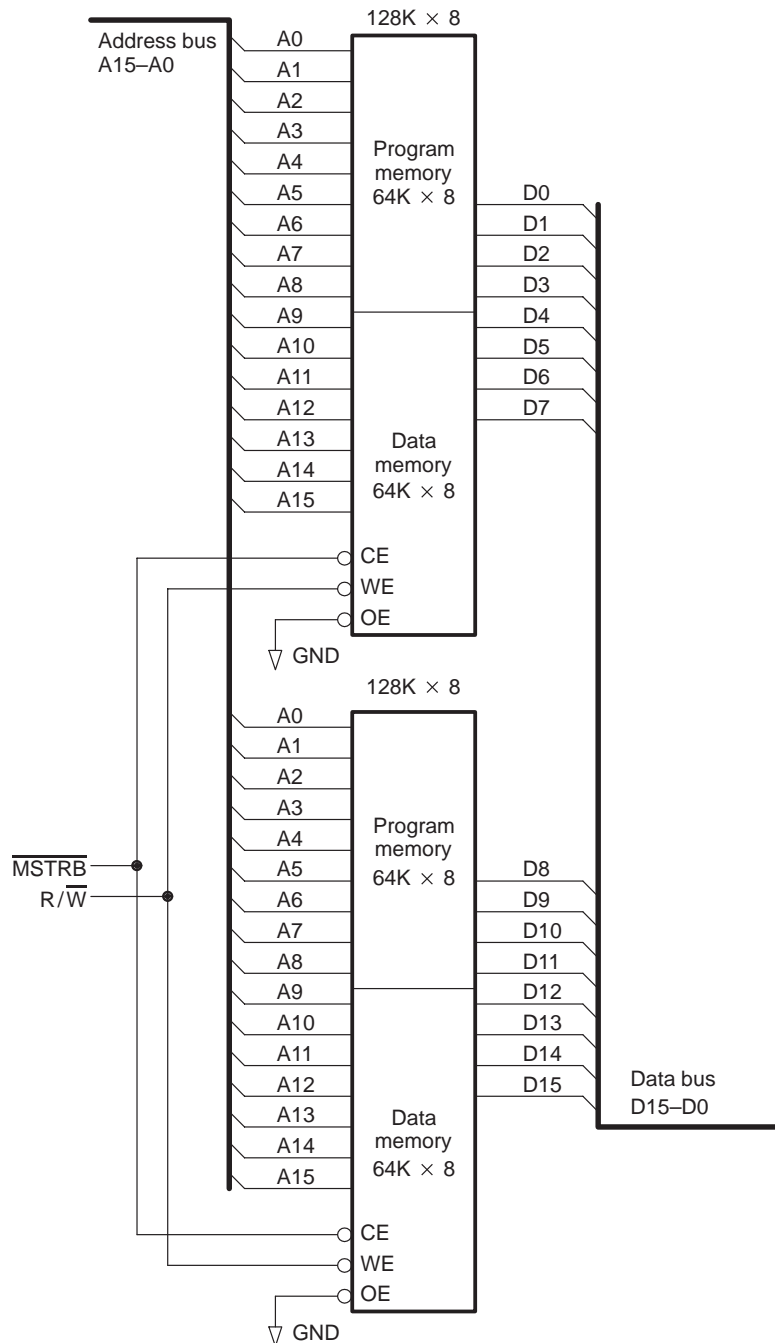 128K × 8
Address bus
A15–A0
A0
A1
A2
A3
A4
A5
A6
A7
A8
A9
A10
A11
A12
A13
A14
A15
Program
memory
64K × 8
Data
memory
64K × 8
D0
D1
D2
D3
D4
D5
D6
D7
CE
WE
OE
GND
128K × 8
A0
A1
A2
A3
A4
A5
A6
A7
A8
A9
A10
A11
A12
A13
A14
A15
MSTRB
R/W
Program
memory
64K × 8
Data
memory
64K × 8
D8
D9
D10
D11
D12
D13
D14
D15
Data bus
D15–D0
CE
WE
OE
GND